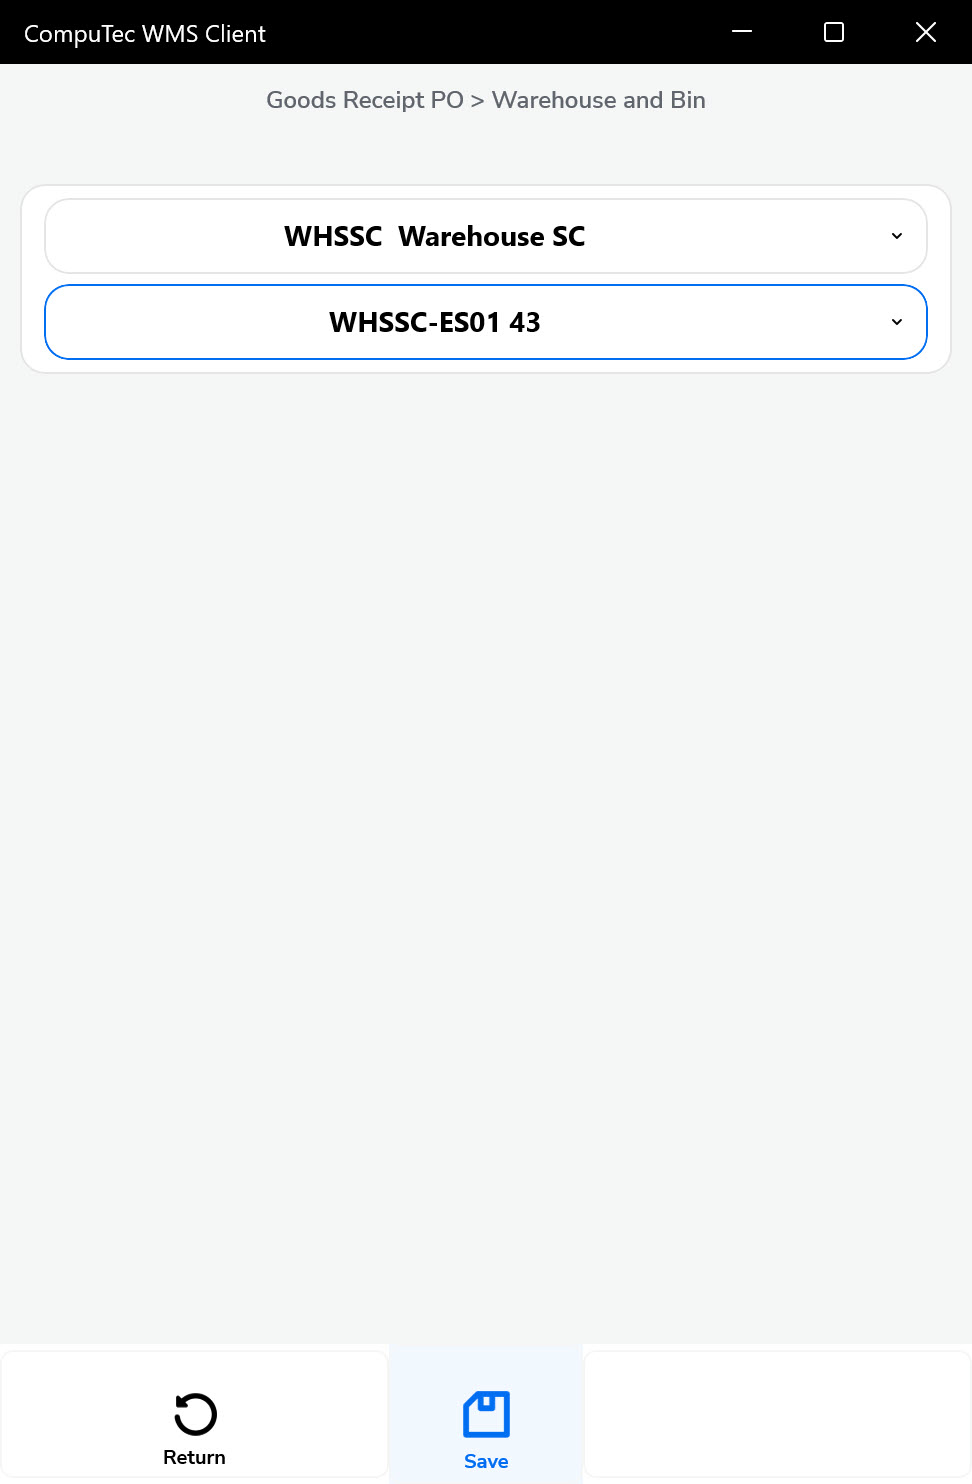 CompuTec WMS Client
Goods Receipt PO > Warehouse and Bin
WHSSC  Warehouse SC
WHSSC-ES01 43
Return
Save